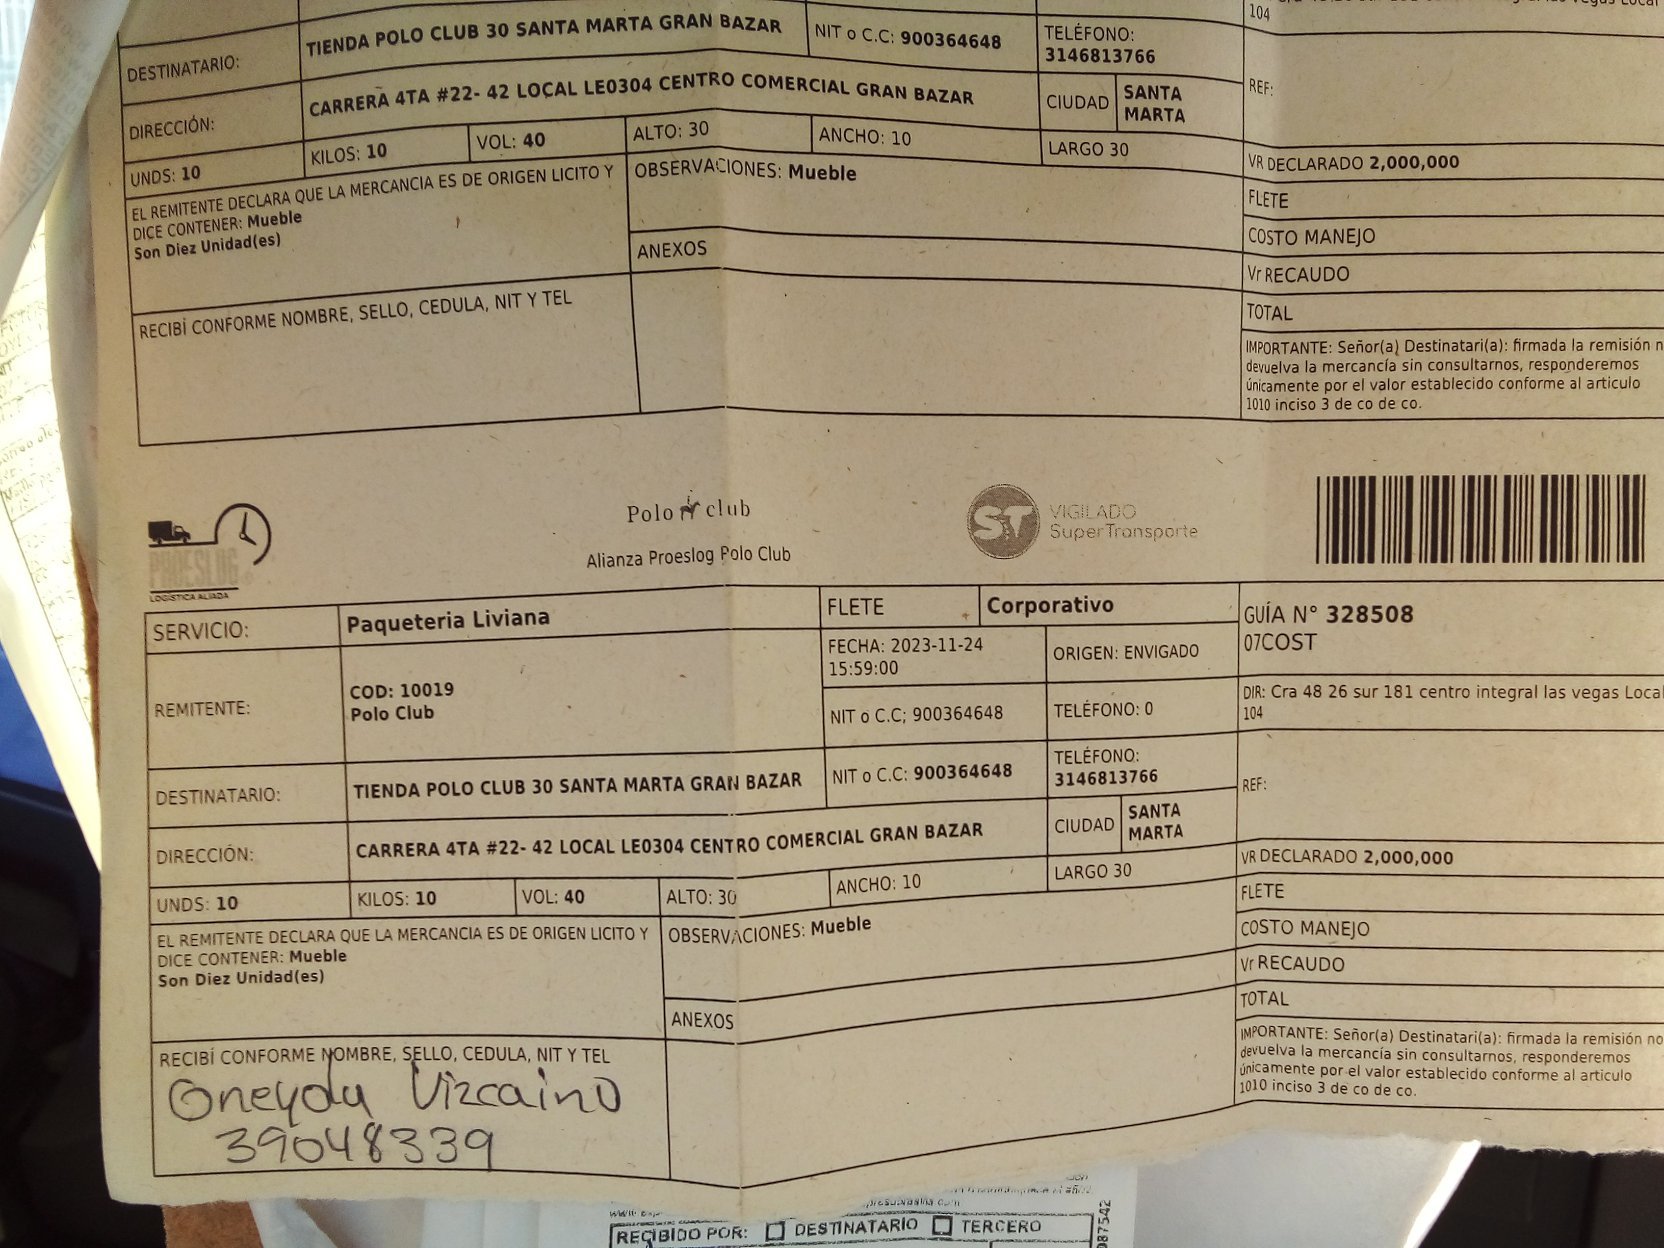 104
DESTINATARIO: TIENDA POLO CLUB 30 SANTA MARTA GRAN BAZAR NIT o C.C: 900364648 TELÉFONO: 3146813766
DIRECCIÓN: CARRERA 4TA #22- 42 LOCAL LE0304 CENTRO COMERCIAL GRAN BAZAR CIUDAD SANTA MARTA REF:
UNDS: 10 KILOS: 10 VOL: 40 ALTO: 30 ANCHO: 10 LARGO 30 VR DECLARADO 2,000,000
EL REMITENTE DECLARA QUE LA MERCANCIA ES DE ORIGEN LICITO Y
DICE CONTENER: Mueble
Son Diez Unidad(es)
OBSERVACIONES: Mueble
ANEXOS
FLETE
COSTO MANEJO
Vr RECAUDO
TOTAL
RECIBÍ CONFORME NOMBRE, SELLO, CEDULA, NIT Y TEL
IMPORTANTE: Señor(a) Destinatari(a): firmada la remisión n
devuelva la mercancía sin consultarnos, responderemos
únicamente por el valor establecido conforme al articulo
1010 inciso 3 de co de co.
PROESLOG
LOGÍSTICA ALIADA
Polo club
Alianza Proeslog Polo Club
ST VIGILADO
SuperTransporte
SERVICIO: Paqueteria Liviana FLETE Corporativo GUÍA N° 328508
07COST
REMITENTE: COD: 10019
Polo Club
FECHA: 2023-11-24
15:59:00
ORIGEN: ENVIGADO
NIT o C.C; 900364648 TELÉFONO: 0
DIR: Cra 48 26 sur 181 centro integral las vegas Local
104
DESTINATARIO: TIENDA POLO CLUB 30 SANTA MARTA GRAN BAZAR NIT o C.C: 900364648 TELÉFONO: 3146813766
REF:
DIRECCIÓN: CARRERA 4TA #22- 42 LOCAL LE0304 CENTRO COMERCIAL GRAN BAZAR CIUDAD SANTA MARTA
UNDS: 10 KILOS: 10 VOL: 40 ALTO: 30 ANCHO: 10 LARGO 30 VR DECLARADO 2,000,000
EL REMITENTE DECLARA QUE LA MERCANCIA ES DE ORIGEN LICITO Y
DICE CONTENER: Mueble
Son Diez Unidad(es)
OBSERVACIONES: Mueble
ANEXOS
FLETE
COSTO MANEJO
Vr RECAUDO
TOTAL
RECIBÍ CONFORME NOMBRE, SELLO, CEDULA, NIT Y TEL
Oneyda Vizcaino
39048339
IMPORTANTE: Señor(a) Destinatari(a): firmada la remisión no
devuelva la mercancía sin consultarnos, responderemos
únicamente por el valor establecido conforme al articulo
1010 inciso 3 de co de co.
RECIBIDO POR: DESTINATARIO TERCERO